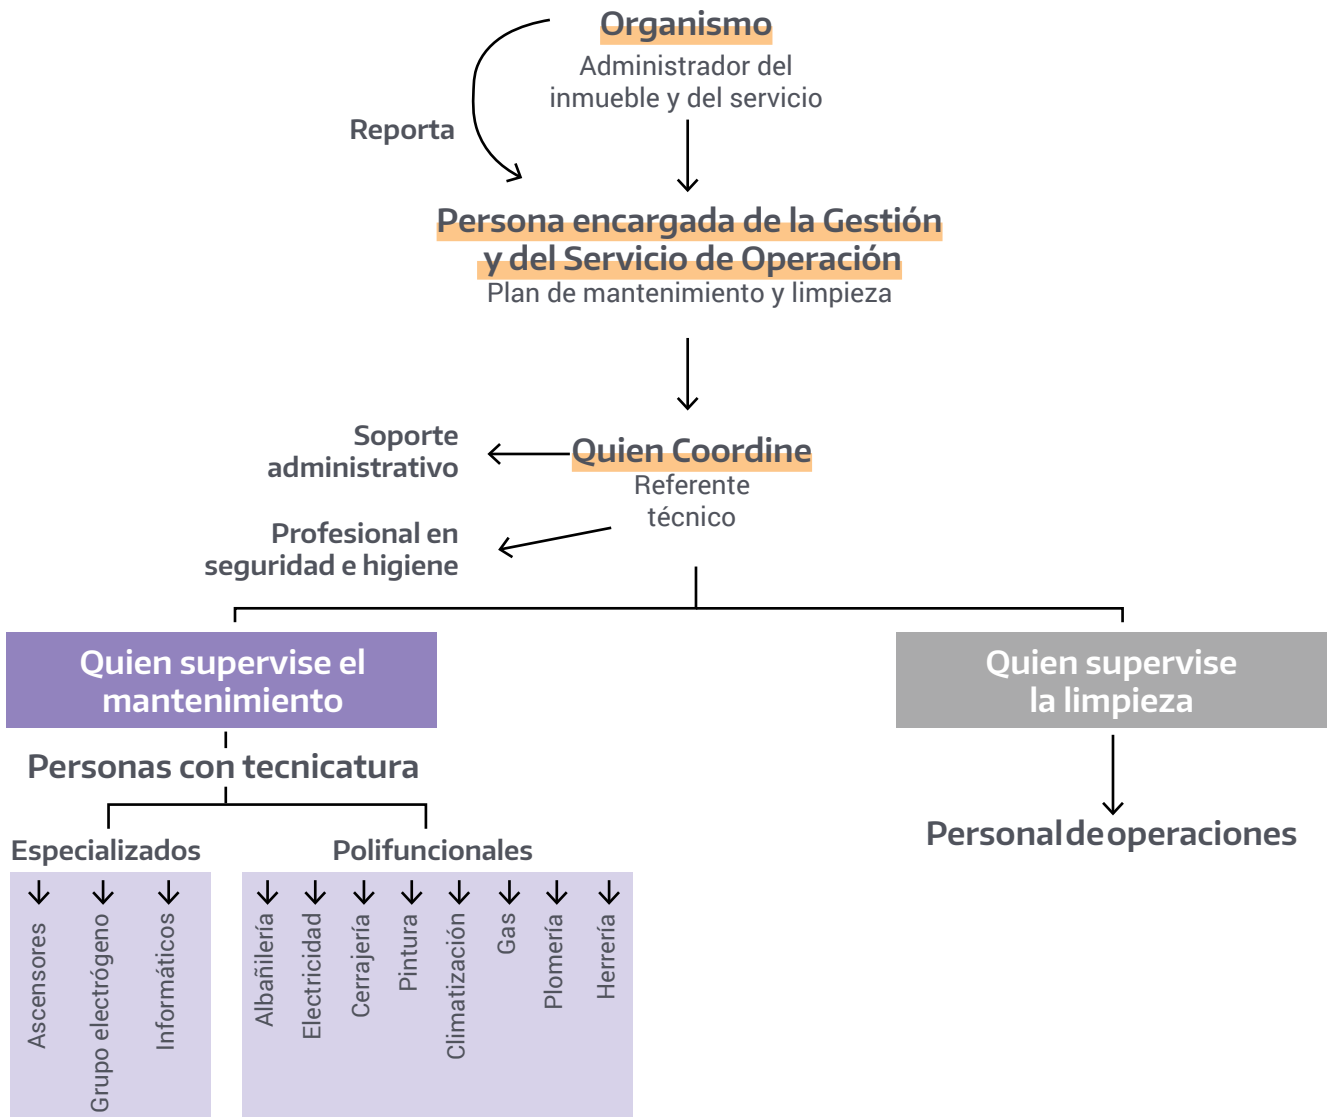 Organismo
Administrador del
inmueble y del servicio
Reporta
Persona encargada de la Gestión
y del Servicio de Operación
Plan de mantenimiento y limpieza
Soporte
administrativo
Quien Coordine
Referente
técnico
Profesional en
seguridad e higiene
Quien supervise el
mantenimiento
Quien supervise
la limpieza
Personas con tecnicatura
Personal de operaciones
Especializados
Polifuncionales
Ascensores
Grupo electrógeno
Informáticos
Albañilería
Electricidad
Cerrajería
Pintura
Climatización
Gas
Plomería
Herrería